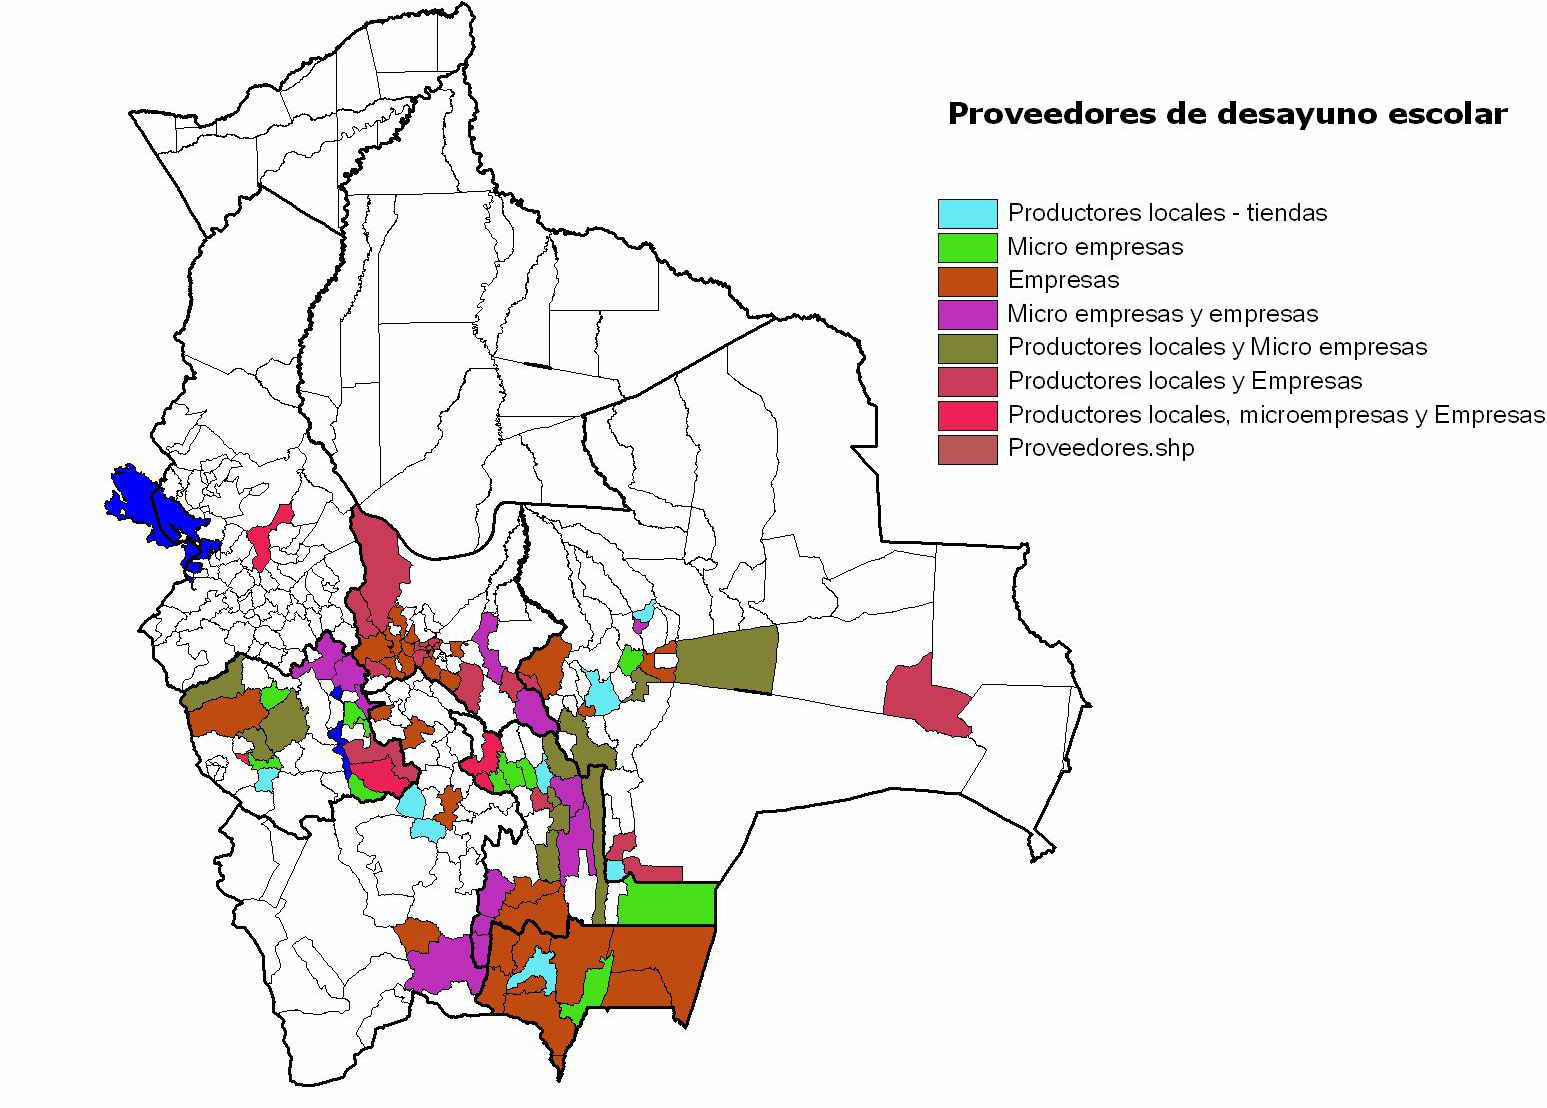 Proveedores de desayuno escolar
Productores locales - tiendas
Micro empresas
Empresas
Micro empresas y empresas
Productores locales y Micro empresas
Productores locales y Empresas
Productores locales, microempresas y Empresas
Proveedores.shp